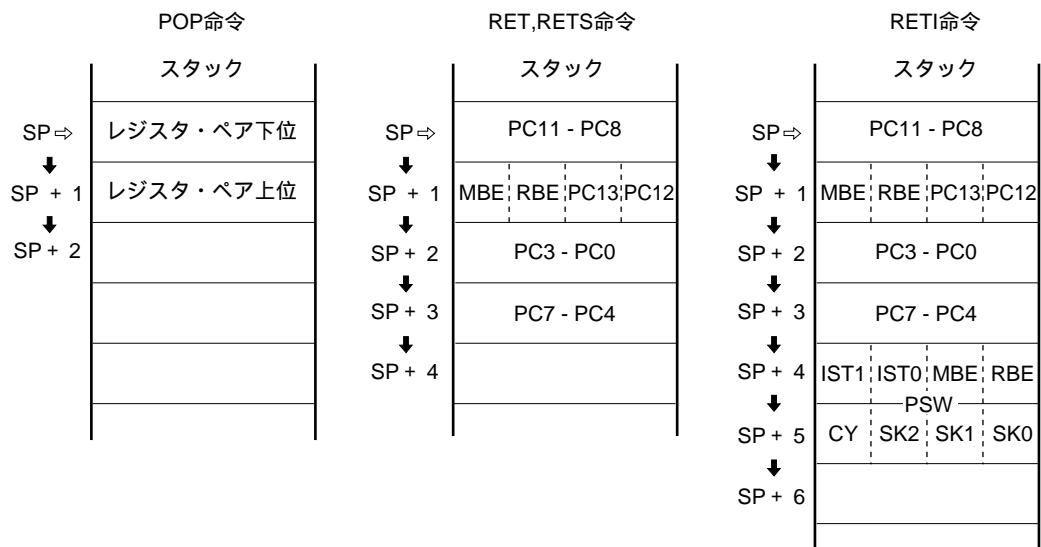 POP命令
スタック
SP⇨ レジスタ・ペア下位
SP + 1 レジスタ・ペア上位
SP + 2
RET,RETS命令
スタック
SP⇨ PC11 - PC8
SP + 1 MBE RBE PC13 PC12
SP + 2 PC3 - PC0
SP + 3 PC7 - PC4
SP + 4
RETI命令
スタック
SP⇨ PC11 - PC8
SP + 1 MBE RBE PC13 PC12
SP + 2 PC3 - PC0
SP + 3 PC7 - PC4
SP + 4 IST1 IST0 MBE RBE
PSW
SP + 5 CY SK2 SK1 SK0
SP + 6